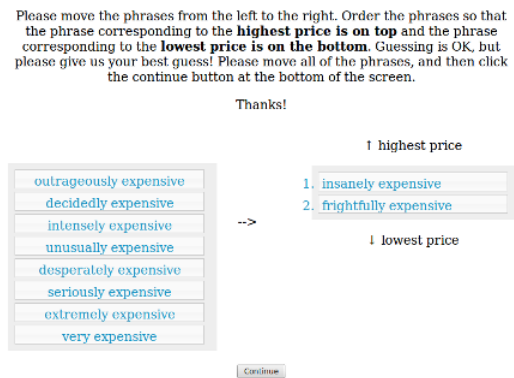 Please move the phrases from the left to the right. Order the phrases so that
the phrase corresponding to the highest price is on top and the phrase
corresponding to the lowest price is on the bottom. Guessing is OK, but
please give us your best guess! Please move all of the phrases, and then click
the continue button at the bottom of the screen.
Thanks!
↑ highest price
outrageously expensive
decidedly expensive
intensely expensive
unusually expensive
desperately expensive
seriously expensive
extremely expensive
very expensive
-->
1. insanely expensive
2. frightfully expensive
↓ lowest price
Continue